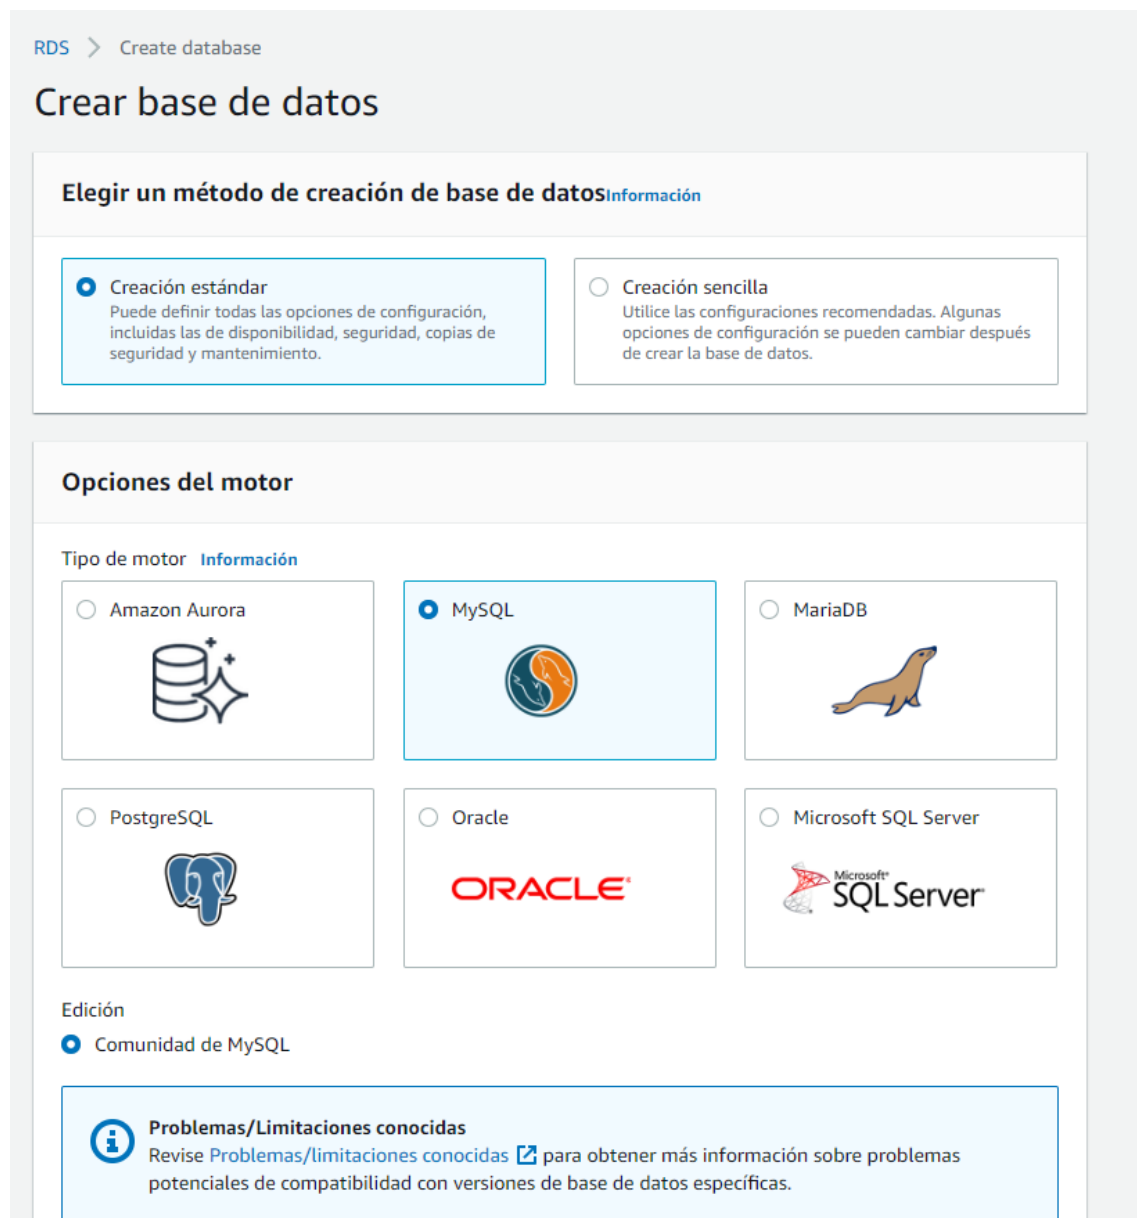 RDS > Create database
Crear base de datos
Elegir un método de creación de base de datos Información
Creación estándar
Puede definir todas las opciones de configuración,
incluidas las de disponibilidad, seguridad, copias de
seguridad y mantenimiento.
Creación sencilla
Utilice las configuraciones recomendadas. Algunas
opciones de configuración se pueden cambiar después
de crear la base de datos.
Opciones del motor
Tipo de motor Información
Amazon Aurora
MySQL
MariaDB
PostgreSQL
Oracle
ORACLE
Microsoft SQL Server
Microsoft
SQL Server
Edición
Comunidad de MySQL
Problemas/Limitaciones conocidas
Revise Problemas/limitaciones conocidas para obtener más información sobre problemas
potenciales de compatibilidad con versiones de base de datos específicas.